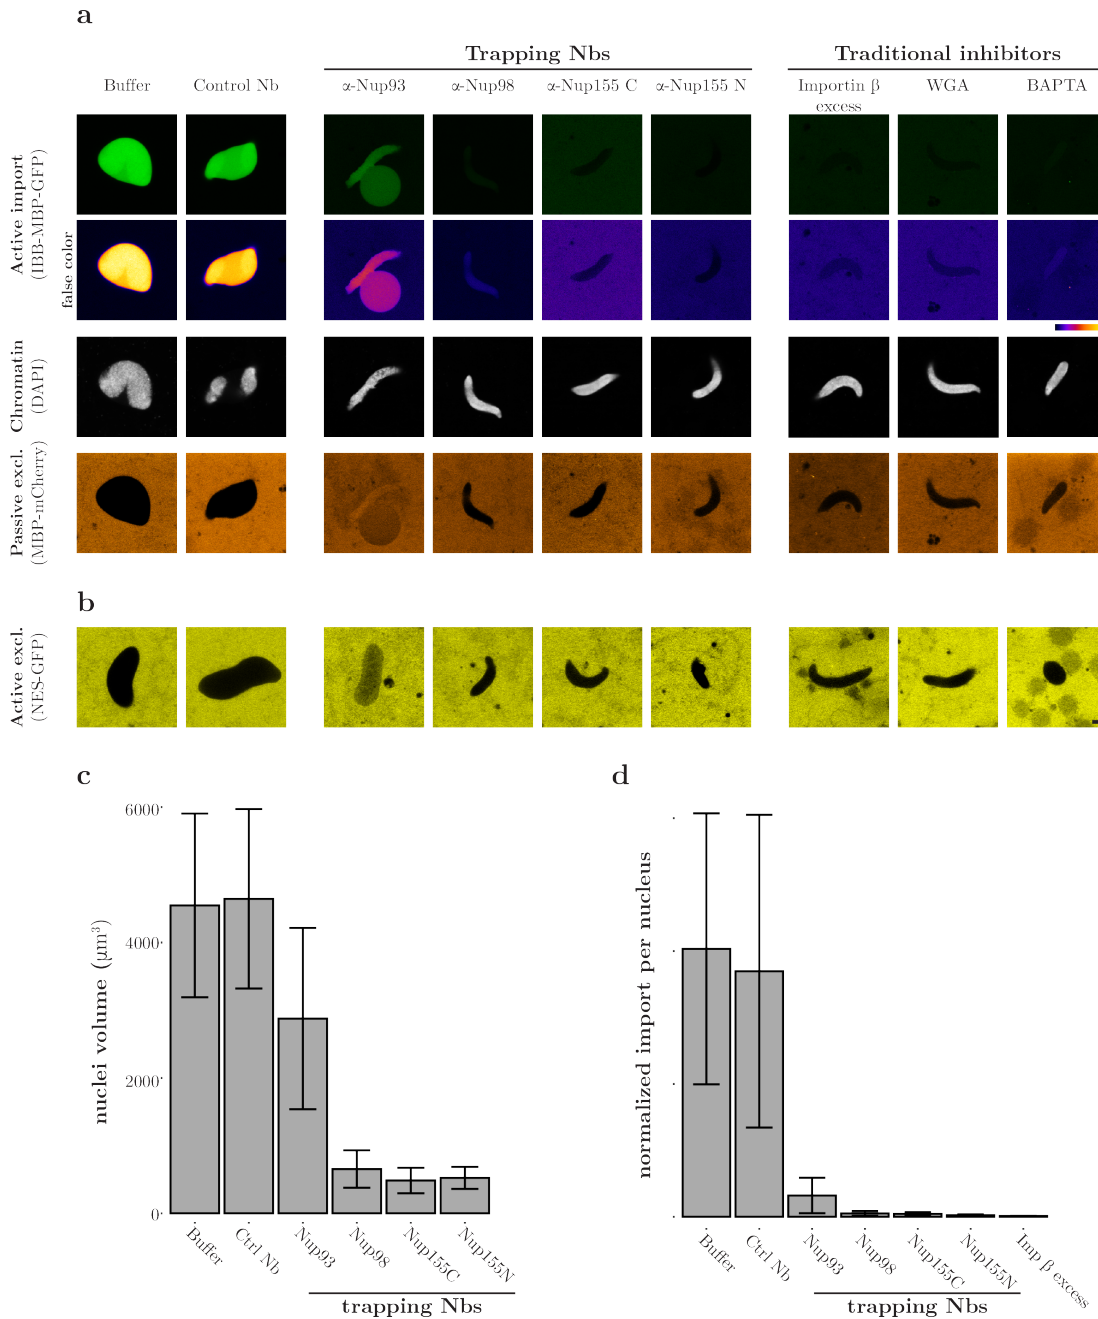 a
Trapping Nbs
Traditional inhibitors
Buffer
Control Nb
α-Nup93
α-Nup98
α-Nup155 C
α-Nup155 N
Importin β
excess
WGA
BAPTA
Active import
(IBB-MBP-GFP)
false color
Chromatin
(DAPI)
Passive excl.
(MBP-mCherry)
b
Active excl.
(NES-GFP)
c
nuclei volume (µm³)
6000
4000
2000
0
Buffer
Ctrl Nb
Nup93
Nup98
Nup155C
Nup155N
trapping Nbs
d
normalized import per nucleus
Buffer
Ctrl Nb
Nup93
Nup98
Nup155C
Nup155N
Imp β excess
trapping Nbs